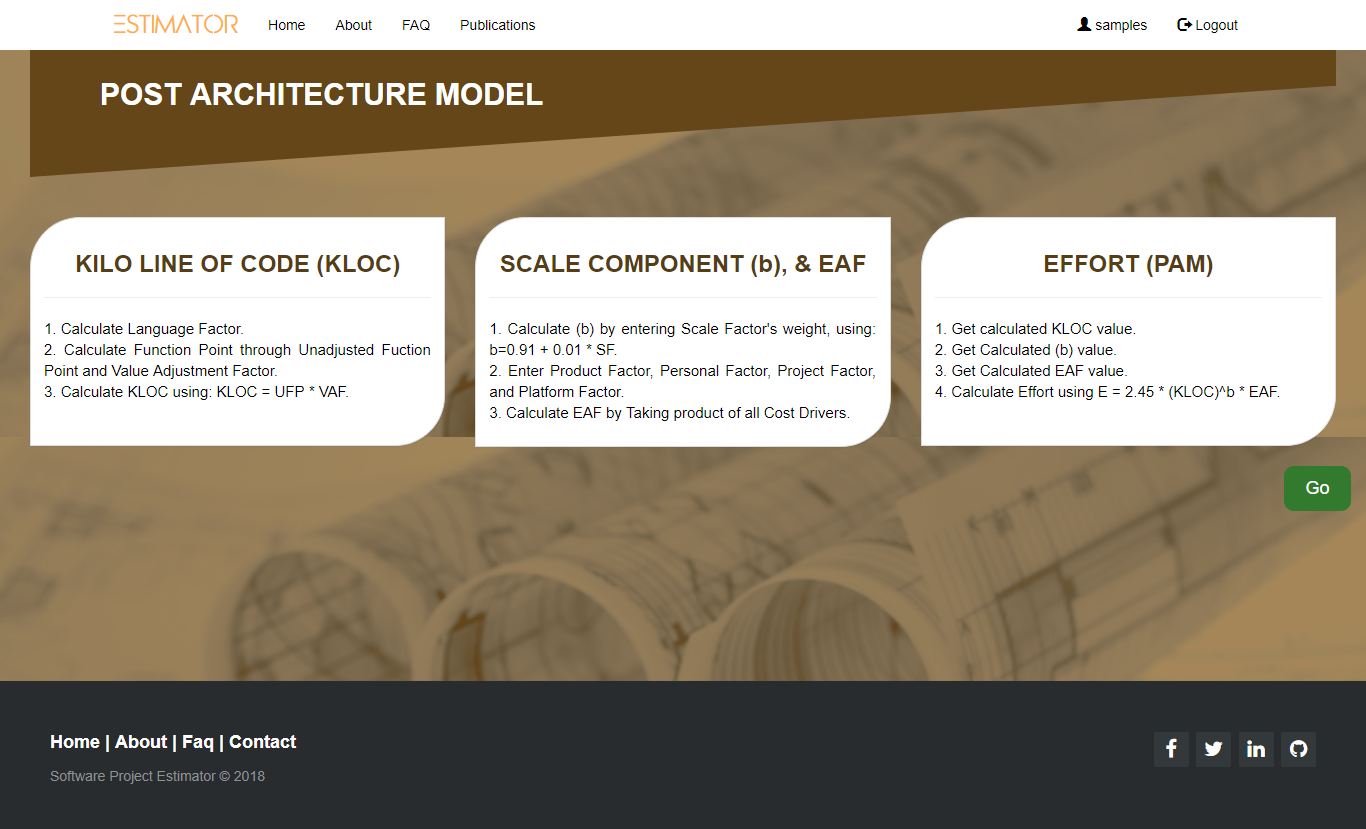 ESTIMATOR Home About FAQ Publications samples Logout
POST ARCHITECTURE MODEL
KILO LINE OF CODE (KLOC)
1. Calculate Language Factor.
2. Calculate Function Point through Unadjusted Fuction
Point and Value Adjustment Factor.
3. Calculate KLOC using: KLOC = UFP * VAF.
SCALE COMPONENT (b), & EAF
1. Calculate (b) by entering Scale Factor's weight, using:
b=0.91 + 0.01 * SF.
2. Enter Product Factor, Personal Factor, Project Factor,
and Platform Factor.
3. Calculate EAF by Taking product of all Cost Drivers.
EFFORT (PAM)
1. Get calculated KLOC value.
2. Get Calculated (b) value.
3. Get Calculated EAF value.
4. Calculate Effort using E = 2.45 * (KLOC)^b * EAF.
Go
Home | About | Faq | Contact
Software Project Estimator © 2018